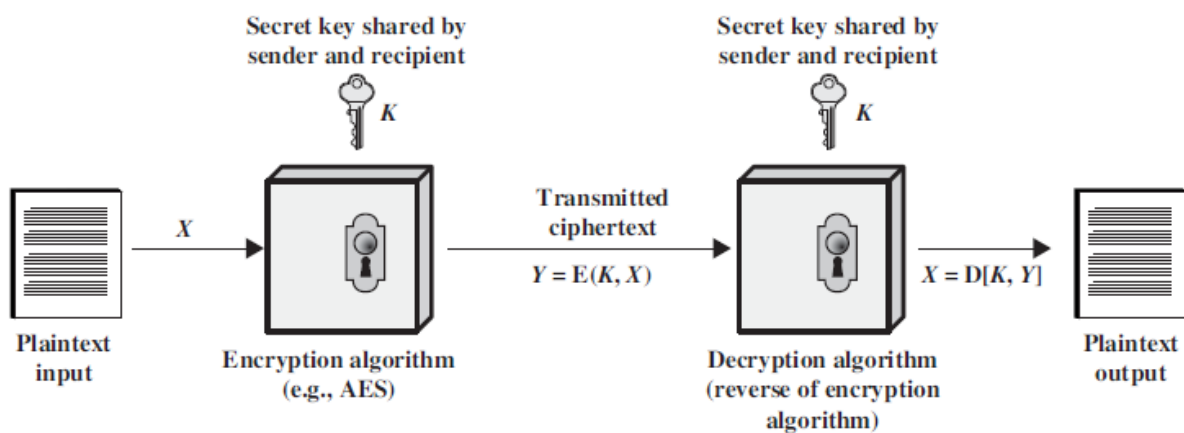 Secret key shared by
sender and recipient
K
Secret key shared by
sender and recipient
K
X
Transmitted
ciphertext
Y = E(K, X)
X = D[K, Y]
Plaintext
input
Encryption algorithm
(e.g., AES)
Decryption algorithm
(reverse of encryption
algorithm)
Plaintext
output